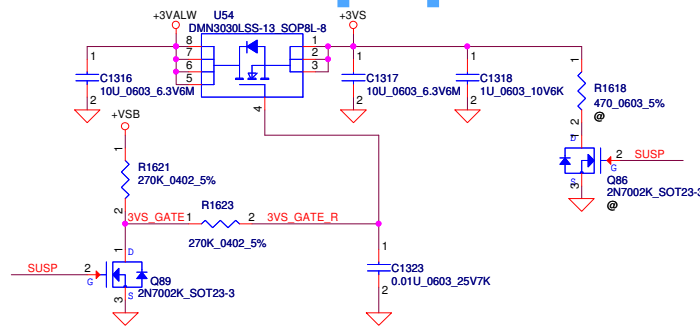 +3VALW
U54
DMN3030LSS-13_SOP8L-8
+3VS
8
7
6
5
1
2
3
4
1
C1316
10U_0603_6.3V6M
2
1
C1317
10U_0603_6.3V6M
2
1
C1318
1U_0603_10V6K
2
1
R1618
470_0603_5%
2
@
D
G
S
2
SUSP
3
Q86
2N7002K_SOT23-3
@
+VSB
1
R1621
270K_0402_5%
2
3VS_GATE
1
R1623
2
3VS_GATE_R
270K_0402_5%
SUSP
2
G
1
D
S
3
Q89
2N7002K_SOT23-3
1
C1323
0.01U_0603_25V7K
2